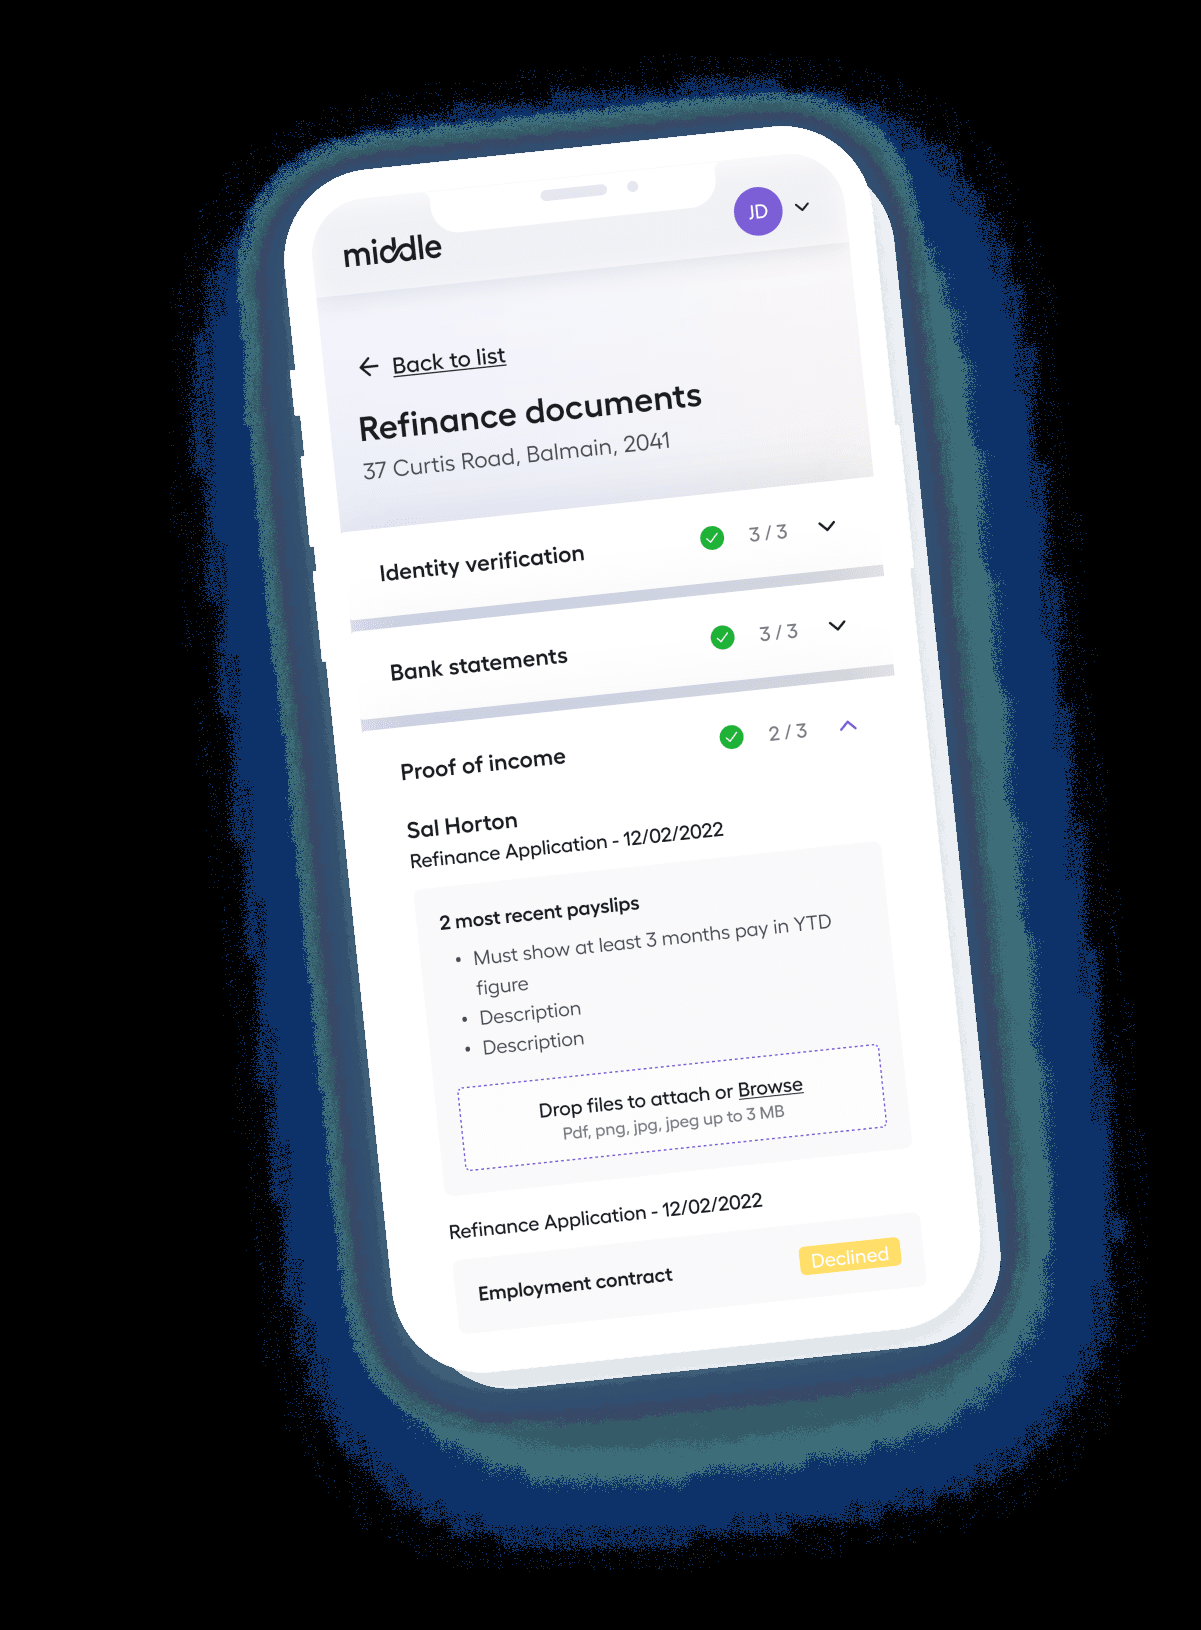 middle
JD
Back to list
Refinance documents
37 Curtis Road, Balmain, 2041
Identity verification 3 / 3
Bank statements 3 / 3
Proof of income 2 / 3
Sal Horton
Refinance Application - 12/02/2022
2 most recent payslips
• Must show at least 3 months pay in YTD
figure
• Description
• Description
Drop files to attach or Browse
Pdf, png, jpg, jpeg up to 3 MB
Refinance Application - 12/02/2022
Employment contract Declined